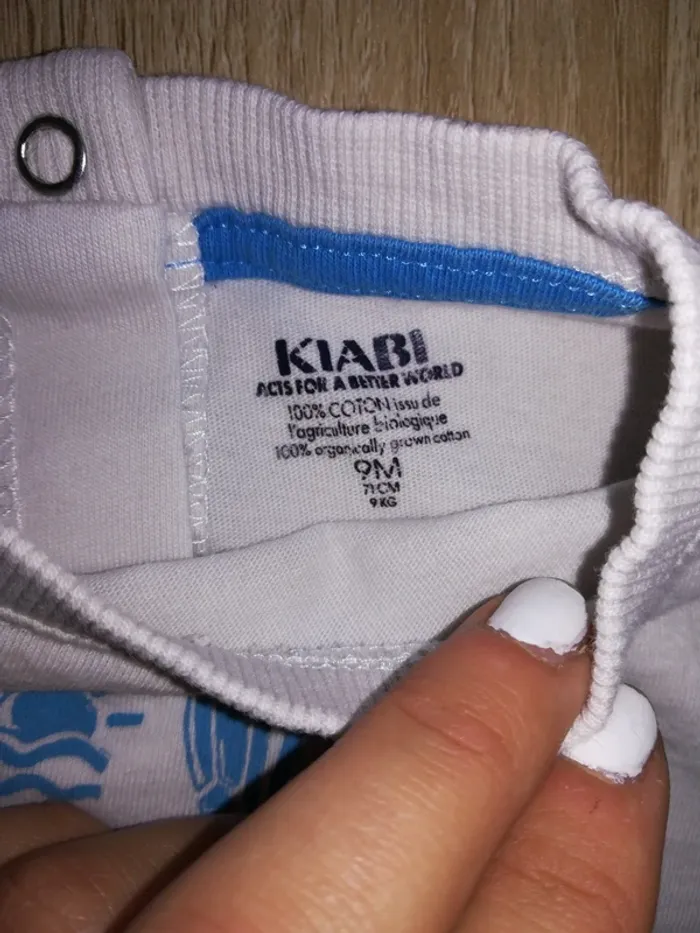 KIABI
ACTS FOR A BETTER WORLD
100% COTON issu de
l'agriculture biologique
100% organically grown cotton
9M
71CM
9KG